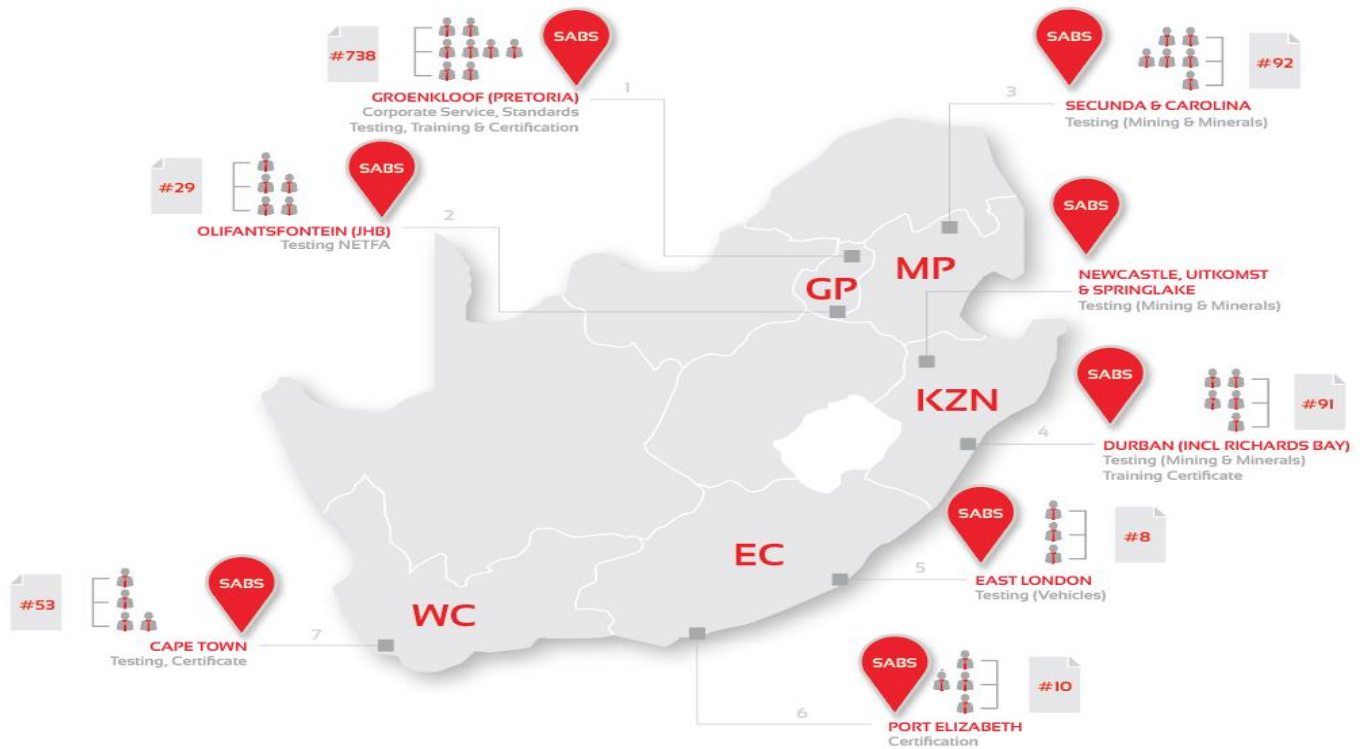 #738
SABS
1
GROENKLOOF (PRETORIA)
Corporate Service, Standards
Testing, Training & Certification
SABS
#92
3
SECUNDA & CAROLINA
Testing (Mining & Minerals)
#29
SABS
2
OLIFANTSFONTEIN (JHB)
Testing NETFA
SABS
NEWCASTLE, UITKOMST
& SPRINGLAKE
Testing (Mining & Minerals)
MP
GP
KZN
EC
WC
SABS
#91
4
DURBAN (INCL RICHARDS BAY)
Testing (Mining & Minerals)
Training Certificate
SABS
#8
5
EAST LONDON
Testing (Vehicles)
#53
SABS
7
CAPE TOWN
Testing, Certificate
SABS
#10
6
PORT ELIZABETH
Certification